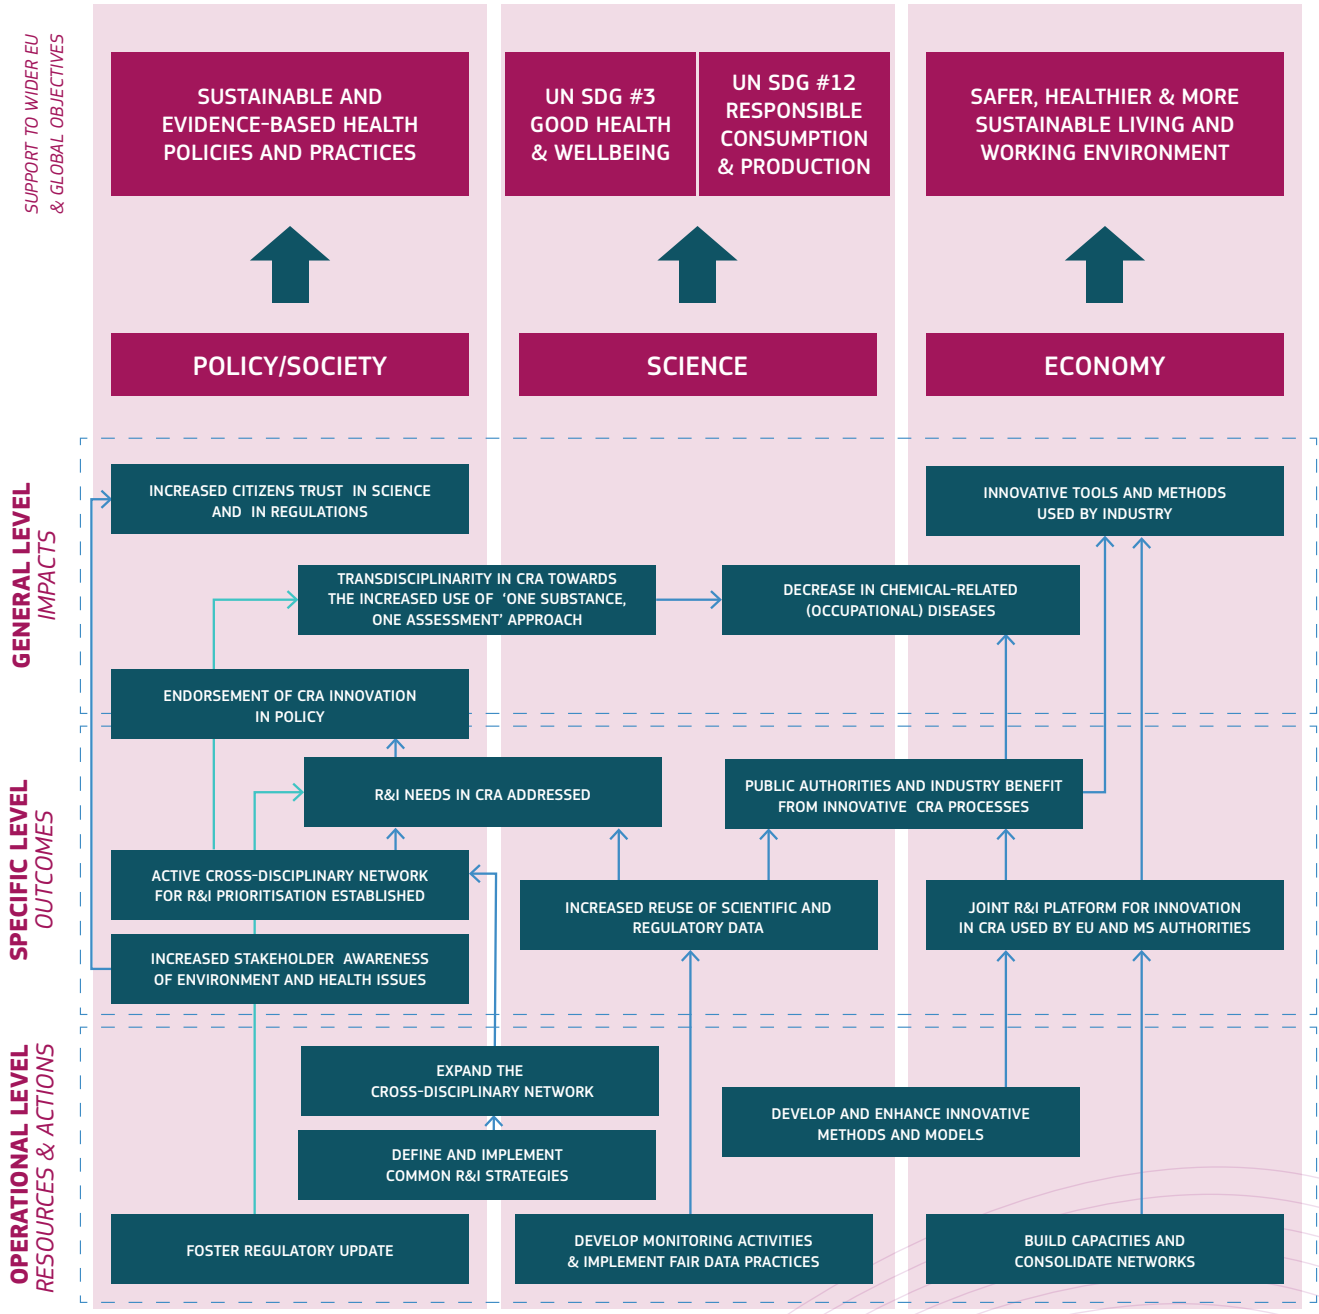 SUPPORT TO WIDER EU
& GLOBAL OBJECTIVES
SUSTAINABLE AND
EVIDENCE-BASED HEALTH
POLICIES AND PRACTICES
UN SDG #3
GOOD HEALTH
& WELLBEING
UN SDG #12
RESPONSIBLE
CONSUMPTION
& PRODUCTION
SAFER, HEALTHIER & MORE
SUSTAINABLE LIVING AND
WORKING ENVIRONMENT
POLICY/SOCIETY
SCIENCE
ECONOMY
GENERAL LEVEL
IMPACTS
INCREASED CITIZENS TRUST IN SCIENCE
AND IN REGULATIONS
INNOVATIVE TOOLS AND METHODS
USED BY INDUSTRY
TRANSDISCIPLINARITY IN CRA TOWARDS
THE INCREASED USE OF ‘ONE SUBSTANCE,
ONE ASSESSMENT’ APPROACH
DECREASE IN CHEMICAL-RELATED
(OCCUPATIONAL) DISEASES
ENDORSEMENT OF CRA INNOVATION
IN POLICY
SPECIFIC LEVEL
OUTCOMES
R&I NEEDS IN CRA ADDRESSED
PUBLIC AUTHORITIES AND INDUSTRY BENEFIT
FROM INNOVATIVE CRA PROCESSES
ACTIVE CROSS-DISCIPLINARY NETWORK
FOR R&I PRIORITISATION ESTABLISHED
INCREASED REUSE OF SCIENTIFIC AND
REGULATORY DATA
JOINT R&I PLATFORM FOR INNOVATION
IN CRA USED BY EU AND MS AUTHORITIES
INCREASED STAKEHOLDER AWARENESS
OF ENVIRONMENT AND HEALTH ISSUES
OPERATIONAL LEVEL
RESOURCES & ACTIONS
EXPAND THE
CROSS-DISCIPLINARY NETWORK
DEVELOP AND ENHANCE INNOVATIVE
METHODS AND MODELS
DEFINE AND IMPLEMENT
COMMON R&I STRATEGIES
FOSTER REGULATORY UPDATE
DEVELOP MONITORING ACTIVITIES
& IMPLEMENT FAIR DATA PRACTICES
BUILD CAPACITIES AND
CONSOLIDATE NETWORKS